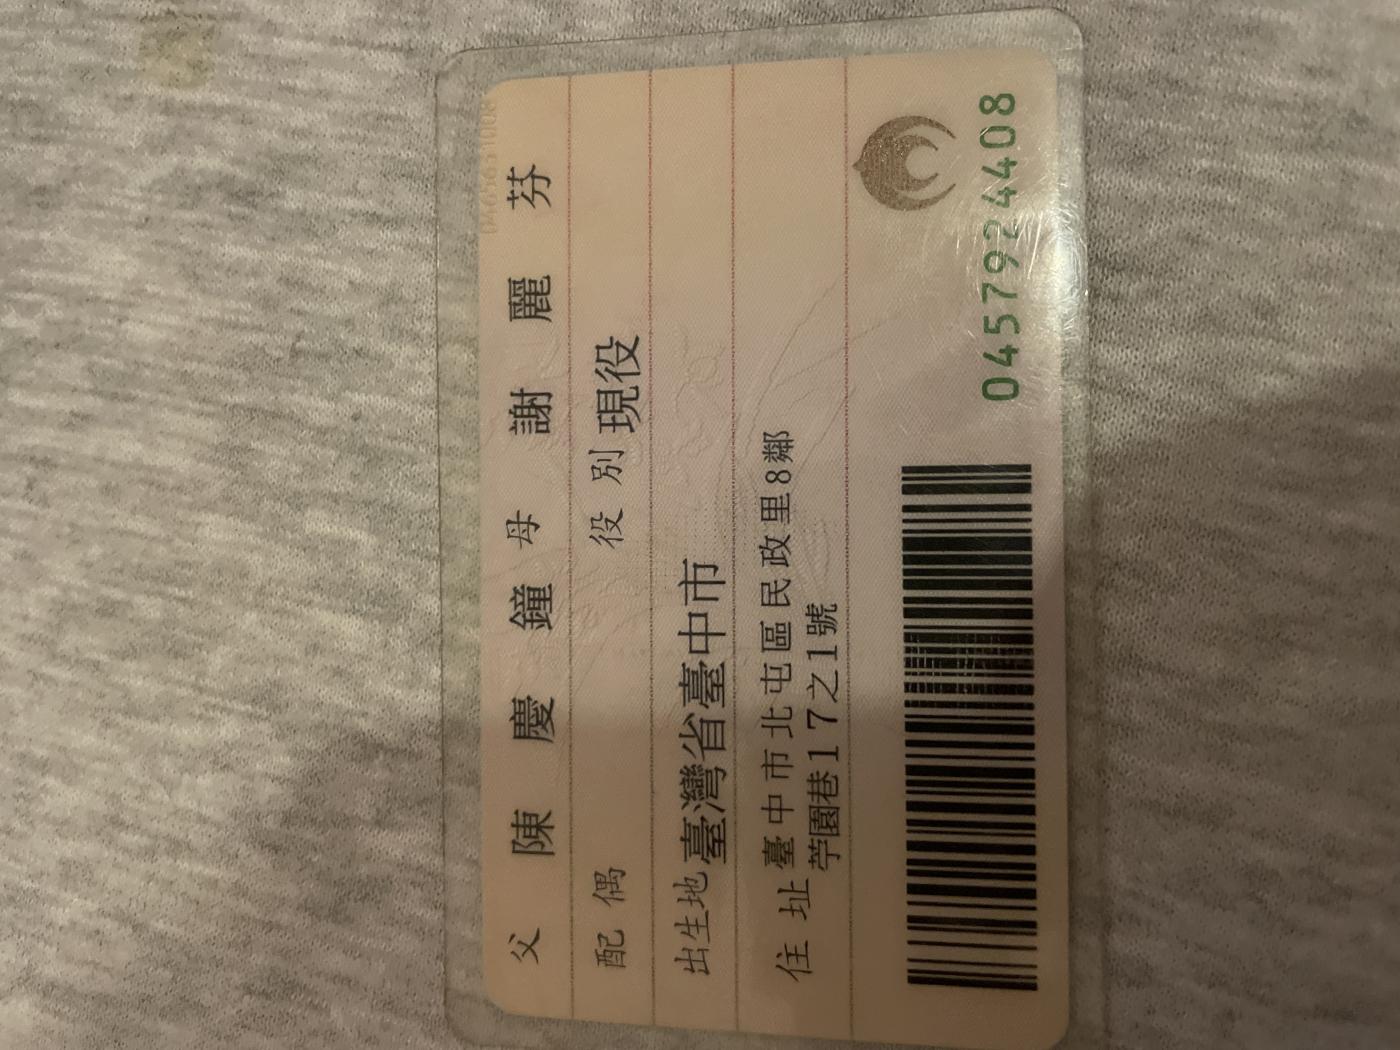 父 陳慶鐘 母 謝麗芬
配偶 役別 現役
出生地 臺灣省臺中市
住址 臺中市北屯區民政里8鄰
苧園巷17之1號
0457924408